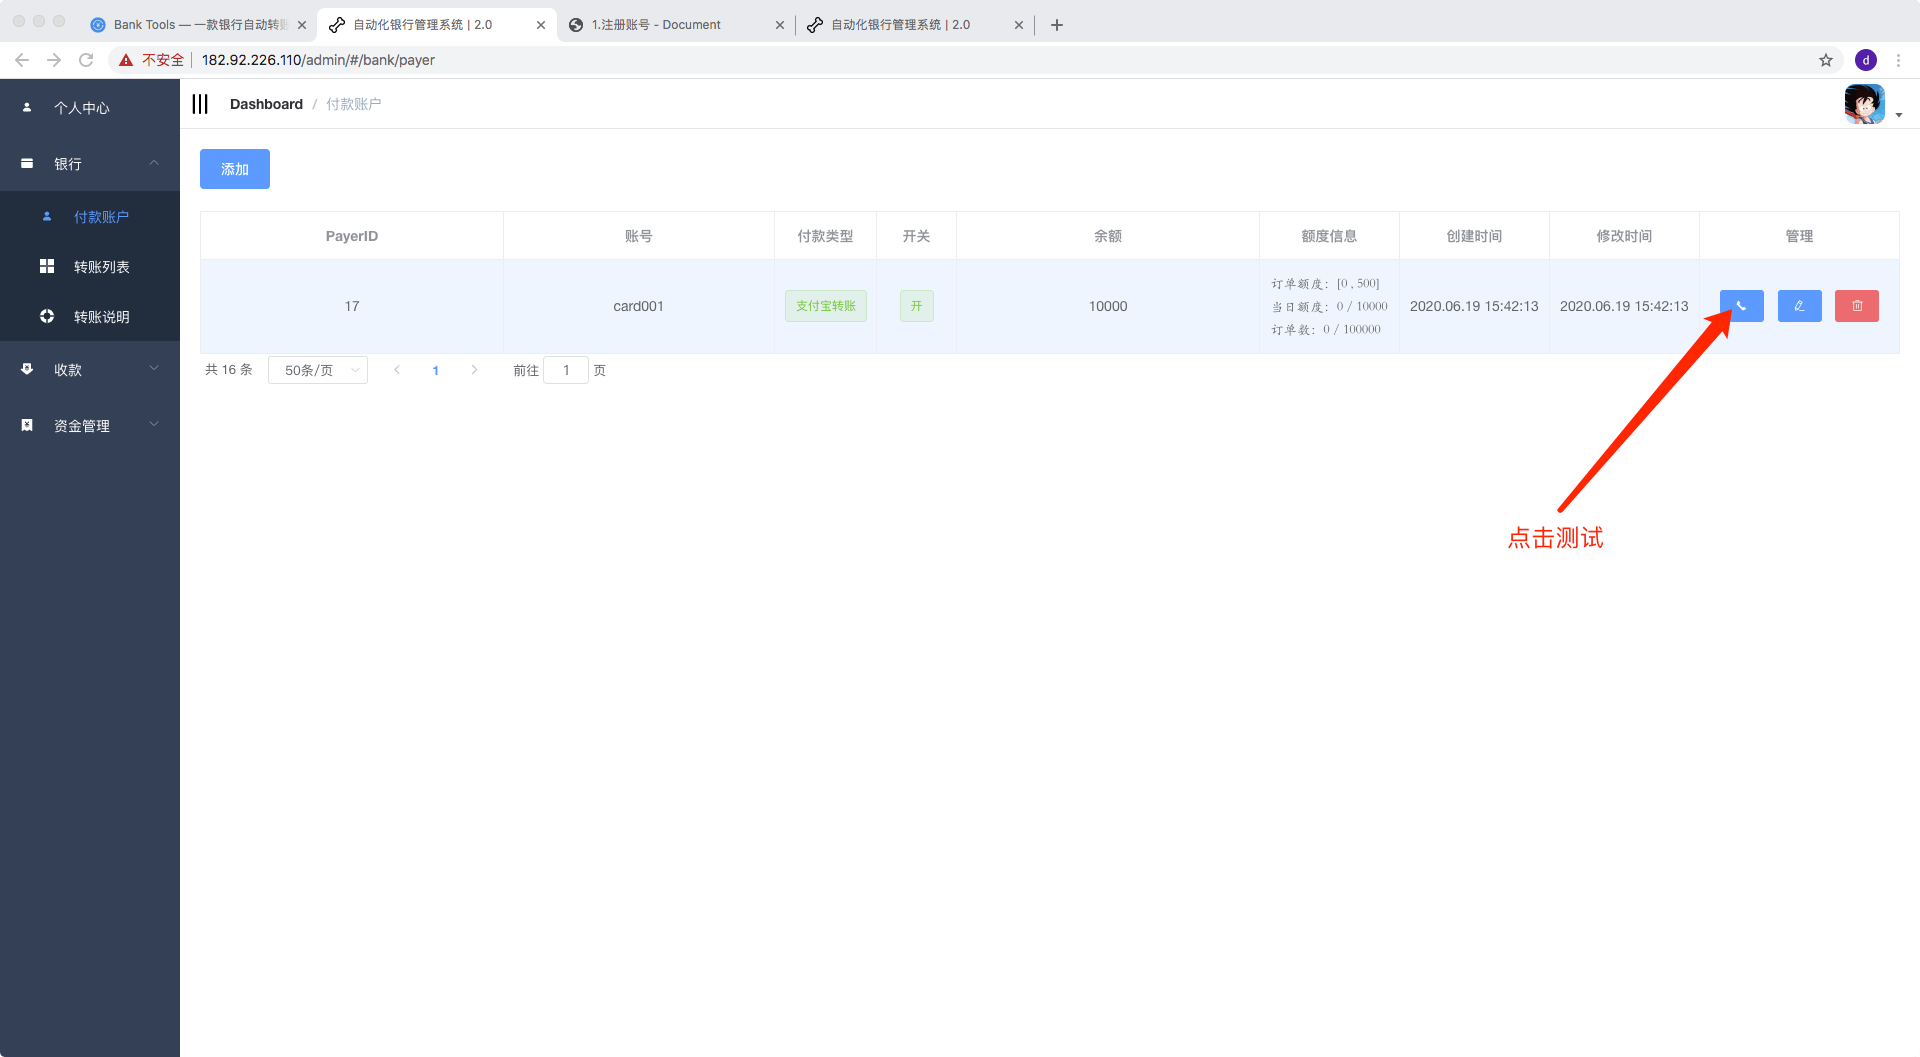 Bank Tools — 一款银行自动转账
自动化银行管理系统 | 2.0
1.注册账号 - Document
自动化银行管理系统 | 2.0
不安全
182.92.226.110/admin/#/bank/payer
d
个人中心
Dashboard / 付款账户
银行
付款账户
转账列表
转账说明
收款
资金管理
添加
PayerID 账号 付款类型 开关 余额 额度信息 创建时间 修改时间 管理
17 card001 支付宝转账 开 10000
订单额度：[0 , 500]
当日额度：0 / 10000
订单数：0 / 100000
2020.06.19 15:42:13 2020.06.19 15:42:13
共 16 条 50条/页 1 前往 1 页
点击测试